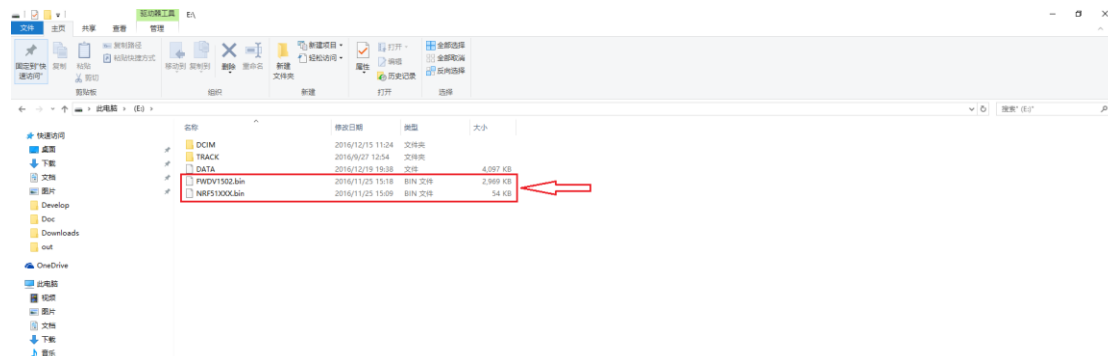 驱动器工具 E:\
文件 主页 共享 查看 管理
固定到"快速访问"
复制
粘贴
复制路径
粘贴快捷方式
剪切
剪贴板
移动到 复制到 删除 重命名
组织
新建文件夹
新建项目
轻松访问
新建
属性
打开
编辑
历史记录
打开
全部选择
全部取消
反向选择
选择
此电脑 › (E:) ›
搜索" (E:)"
名称 修改日期 类型 大小
DCIM 2016/12/15 11:24 文件夹
TRACK 2016/9/27 12:54 文件夹
DATA 2016/12/19 19:38 文件 4,097 KB
FWDV1502.bin 2016/11/25 15:18 BIN 文件 2,969 KB
NRF51XXX.bin 2016/11/25 15:09 BIN 文件 54 KB
快速访问
桌面
下载
文档
图片
Develop
Doc
Downloads
out
OneDrive
此电脑
视频
图片
文档
下载
音乐